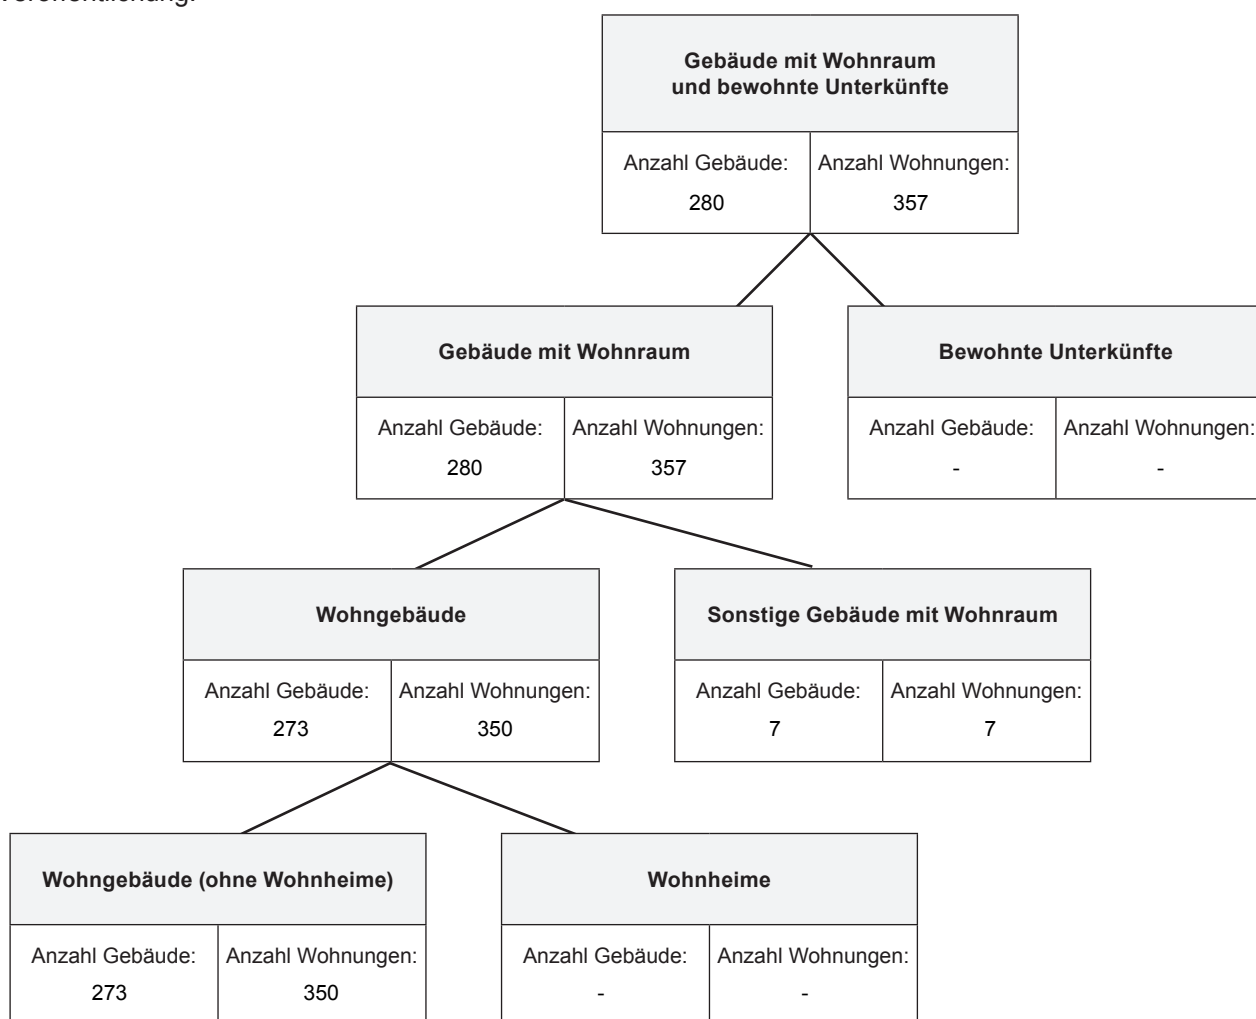 Veröffentlichung.
Gebäude mit Wohnraum
und bewohnte Unterkünfte
Anzahl Gebäude: Anzahl Wohnungen:
280 357
Gebäude mit Wohnraum Bewohnte Unterkünfte
Anzahl Gebäude: Anzahl Wohnungen: Anzahl Gebäude: Anzahl Wohnungen:
280 357 - -
Wohngebäude Sonstige Gebäude mit Wohnraum
Anzahl Gebäude: Anzahl Wohnungen: Anzahl Gebäude: Anzahl Wohnungen:
273 350 7 7
Wohngebäude (ohne Wohnheime) Wohnheime
Anzahl Gebäude: Anzahl Wohnungen: Anzahl Gebäude: Anzahl Wohnungen:
273 350 - -